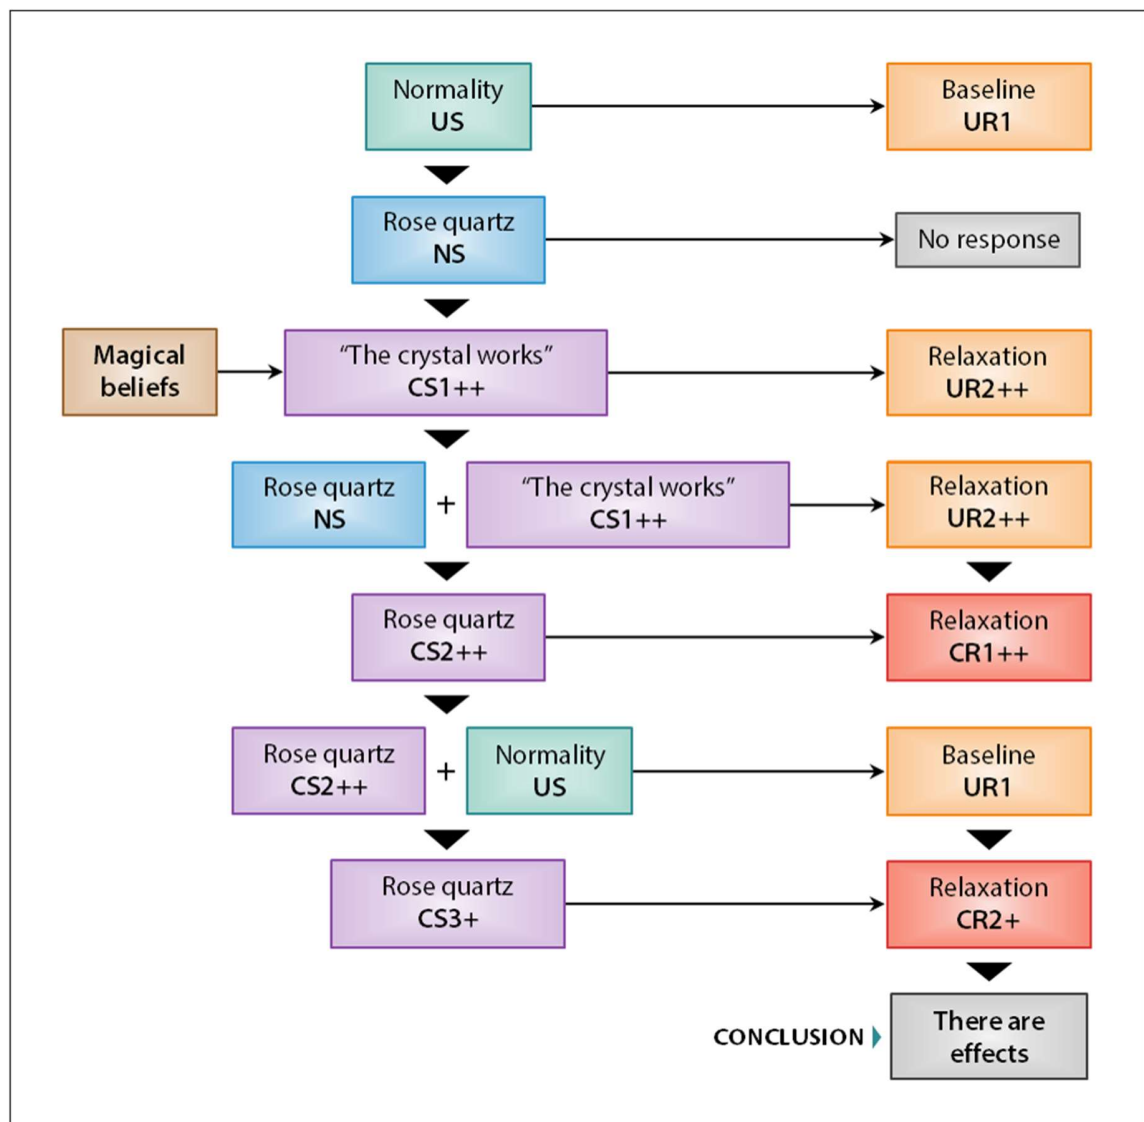 Normality
US
Baseline
UR1
Rose quartz
NS
No response
Magical
beliefs
“The crystal works”
CS1++
Relaxation
UR2++
Rose quartz
NS
+
“The crystal works”
CS1++
Relaxation
UR2++
Rose quartz
CS2++
Relaxation
CR1++
Rose quartz
CS2++
+
Normality
US
Baseline
UR1
Rose quartz
CS3+
Relaxation
CR2+
CONCLUSION
There are
effects